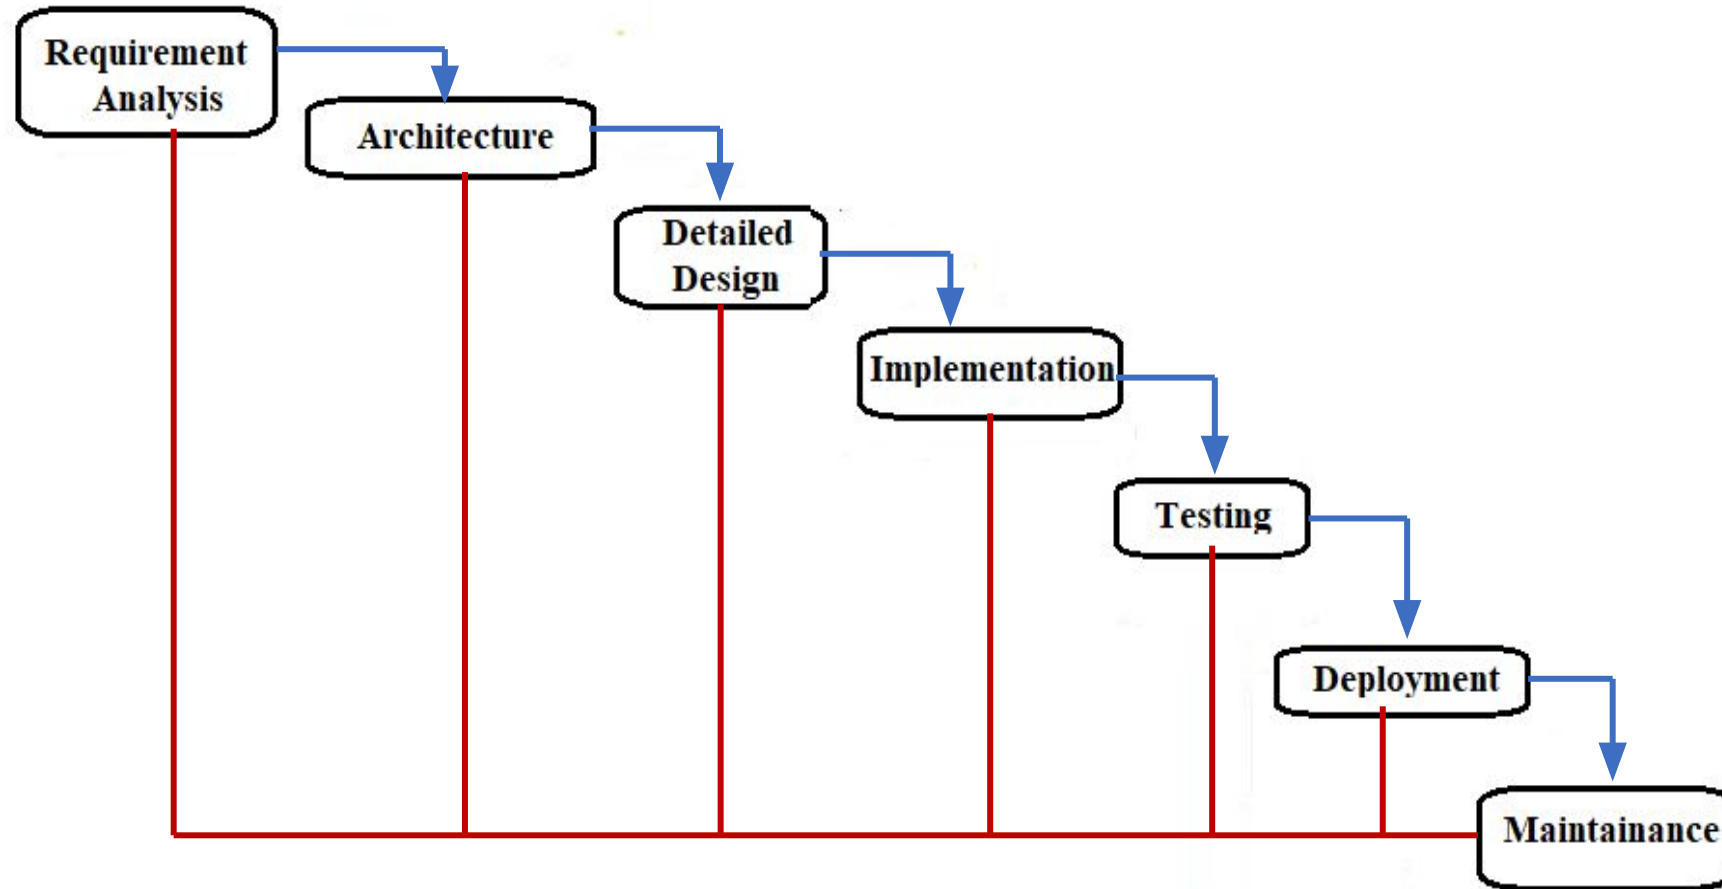 Requirement
Analysis
Architecture
Detailed
Design
Implementation
Testing
Deployment
Maintainance